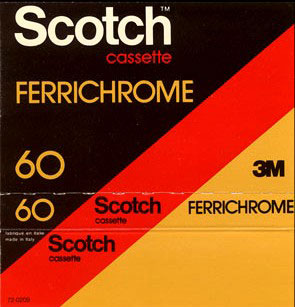 Scotch™
cassette
FERRICHROME
60
3M
60 Scotch FERRICHROME
cassette
fabriqué en Italie
made in Italy
Scotch
cassette